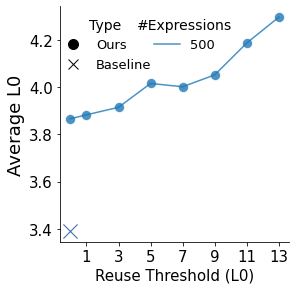 Type #Expressions
Ours 500
Baseline
Average L0
4.2
4.0
3.8
3.6
3.4
1 3 5 7 9 11 13
Reuse Threshold (L0)